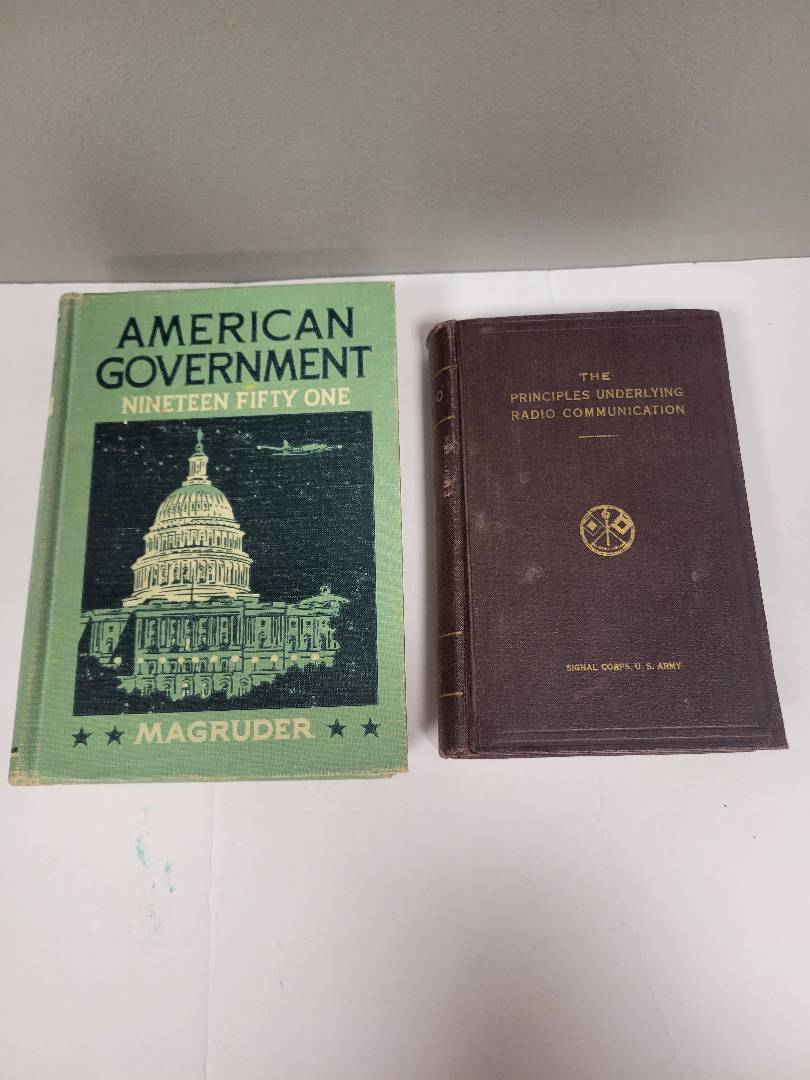 AMERICAN
GOVERNMENT
NINETEEN FIFTY ONE
MAGRUDER
THE
PRINCIPLES UNDERLYING
RADIO COMMUNICATION
SIGNAL CORPS, U. S. ARMY